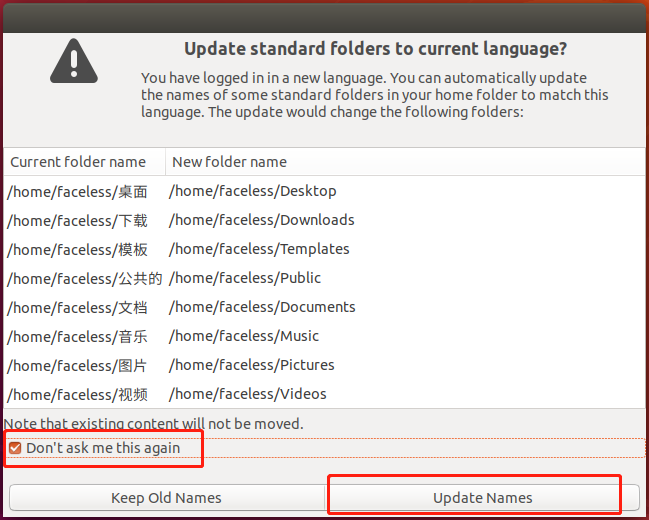 Update standard folders to current language?
You have logged in in a new language. You can automatically update
the names of some standard folders in your home folder to match this
language. The update would change the following folders:
Current folder name New folder name
/home/faceless/桌面 /home/faceless/Desktop
/home/faceless/下载 /home/faceless/Downloads
/home/faceless/模板 /home/faceless/Templates
/home/faceless/公共的 /home/faceless/Public
/home/faceless/文档 /home/faceless/Documents
/home/faceless/音乐 /home/faceless/Music
/home/faceless/图片 /home/faceless/Pictures
/home/faceless/视频 /home/faceless/Videos
Note that existing content will not be moved.
Don't ask me this again
Keep Old Names Update Names